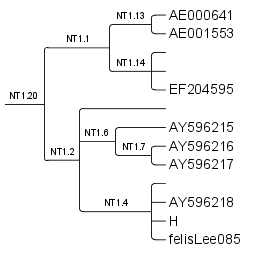 NT1.13
AE000641
AE001553
NT1.1
NT1.14
EF204595
NT1.20
AY596215
NT1.6
AY596216
NT1.7
NT1.2
AY596217
NT1.4
AY596218
H
felisLee085